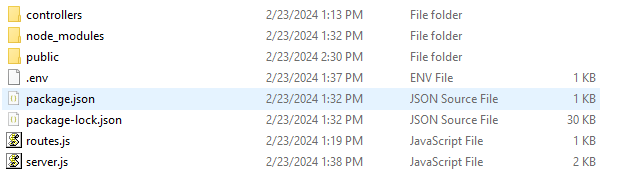 controllers 2/23/2024 1:13 PM File folder
node_modules 2/23/2024 1:32 PM File folder
public 2/23/2024 2:30 PM File folder
.env 2/23/2024 1:37 PM ENV File 1 KB
package.json 2/23/2024 1:32 PM JSON Source File 1 KB
package-lock.json 2/23/2024 1:32 PM JSON Source File 30 KB
routes.js 2/23/2024 1:19 PM JavaScript File 1 KB
server.js 2/23/2024 1:38 PM JavaScript File 2 KB